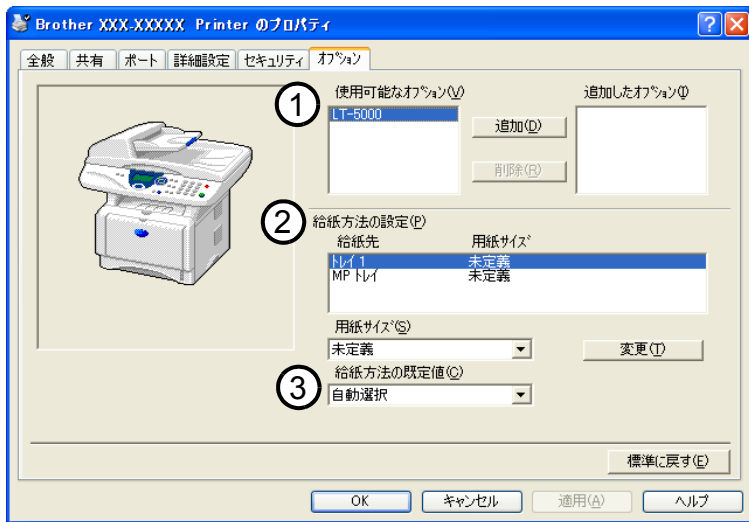 Brother XXX-XXXXX Printer のプロパティ
全般 共有 ポート 詳細設定 セキュリティ オプション
① 使用可能なオプション(V) 追加したオプション(I)
LT-5000
追加(D)
削除(R)
② 給紙方法の設定(P)
給紙先 用紙サイズ
トレイ 1 未定義
MP トレイ 未定義
用紙サイズ(S)
未定義 変更(T)
③ 給紙方法の既定値(C)
自動選択
標準に戻す(E)
OK キャンセル 適用(A) ヘルプ